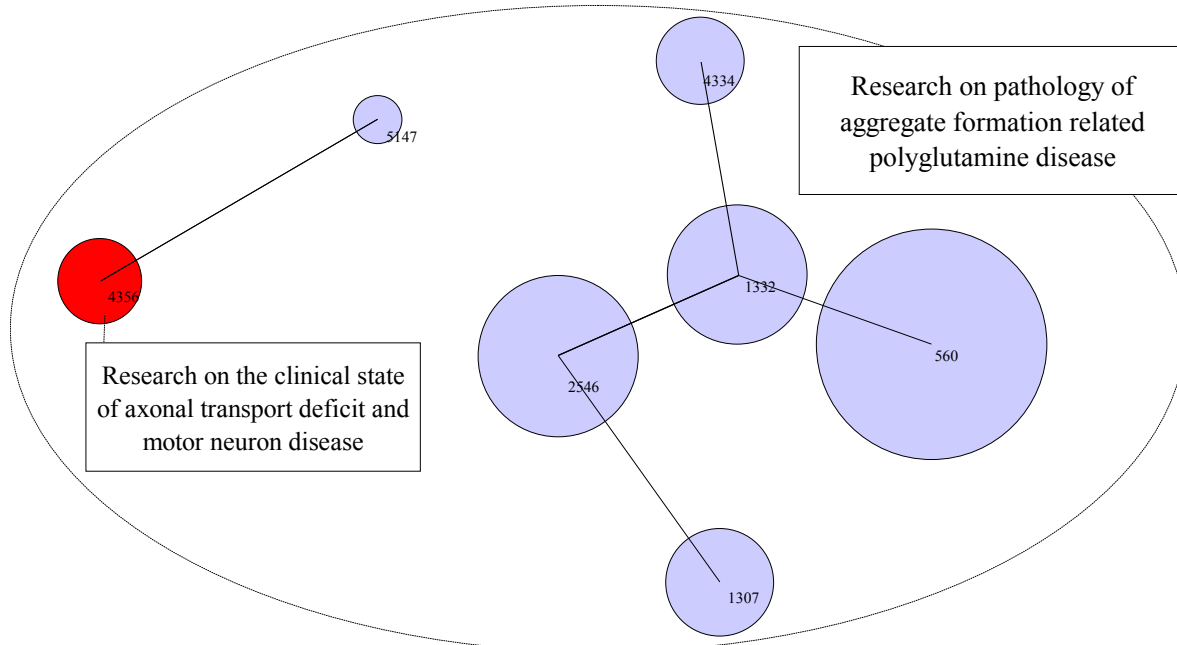 4334
Research on pathology of
aggregate formation related
polyglutamine disease
5147
4356
1332
560
Research on the clinical state
of axonal transport deficit and
motor neuron disease
2546
1307